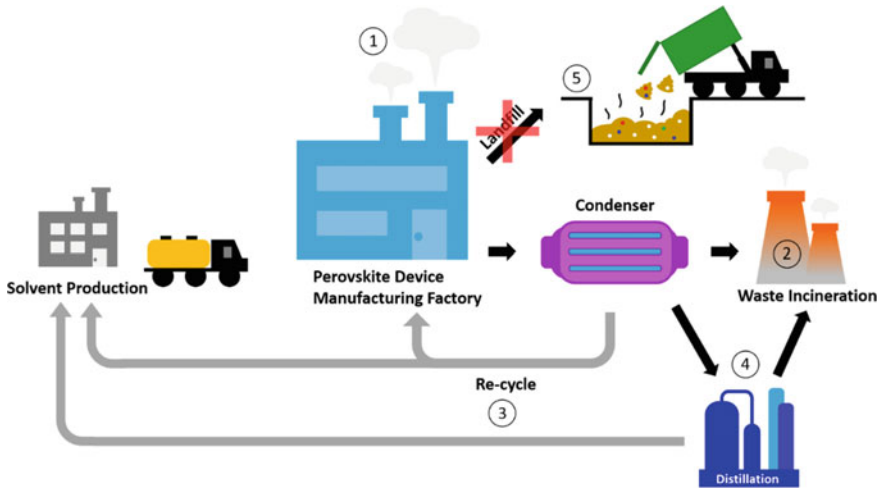 1
5
Landfill
Condenser
2
Solvent Production
Perovskite Device
Manufacturing Factory
Waste Incineration
4
Re-cycle
3
Distillation